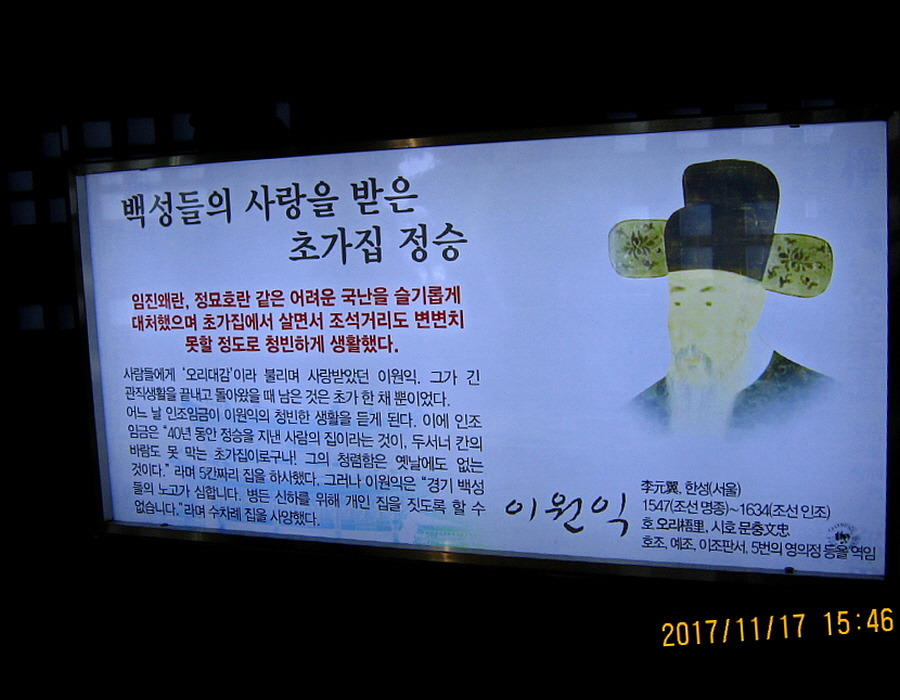 백성들의 사랑을 받은
초가집 정승
임진왜란, 정묘호란 같은 어려운 국난을 슬기롭게
대처했으며 초가집에서 살면서 조석거리도 변변치
못할 정도로 청빈하게 생활했다.
사람들에게 '오리대감'이라 불리며 사랑받았던 이원익. 그가 긴
관직생활을 끝내고 돌아왔을 때 남은 것은 초가 한 채 뿐이었다.
어느 날 인조임금이 이원익의 청빈한 생활을 듣게 된다. 이에 인조
임금은 "40년 동안 정승을 지낸 사람의 집이라는 것이, 두서너 칸의
바람도 못 막는 초가집이로구나! 그의 청렴함은 옛날에도 없는
것이다." 라며 5칸짜리 집을 하사했다. 그러나 이원익은 "경기 백성
들의 노고가 심합니다. 병든 신하를 위해 개인 집을 짓도록 할 수
없습니다."라며 수차례 집을 사양했다.
이원익
李元翼, 한성(서울)
1547(조선 명종)~1634(조선 인조)
호 오리梧里, 시호 문충文忠
호조, 예조, 이조판서, 5번의 영의정 등을 역임
2017/11/17 15:46